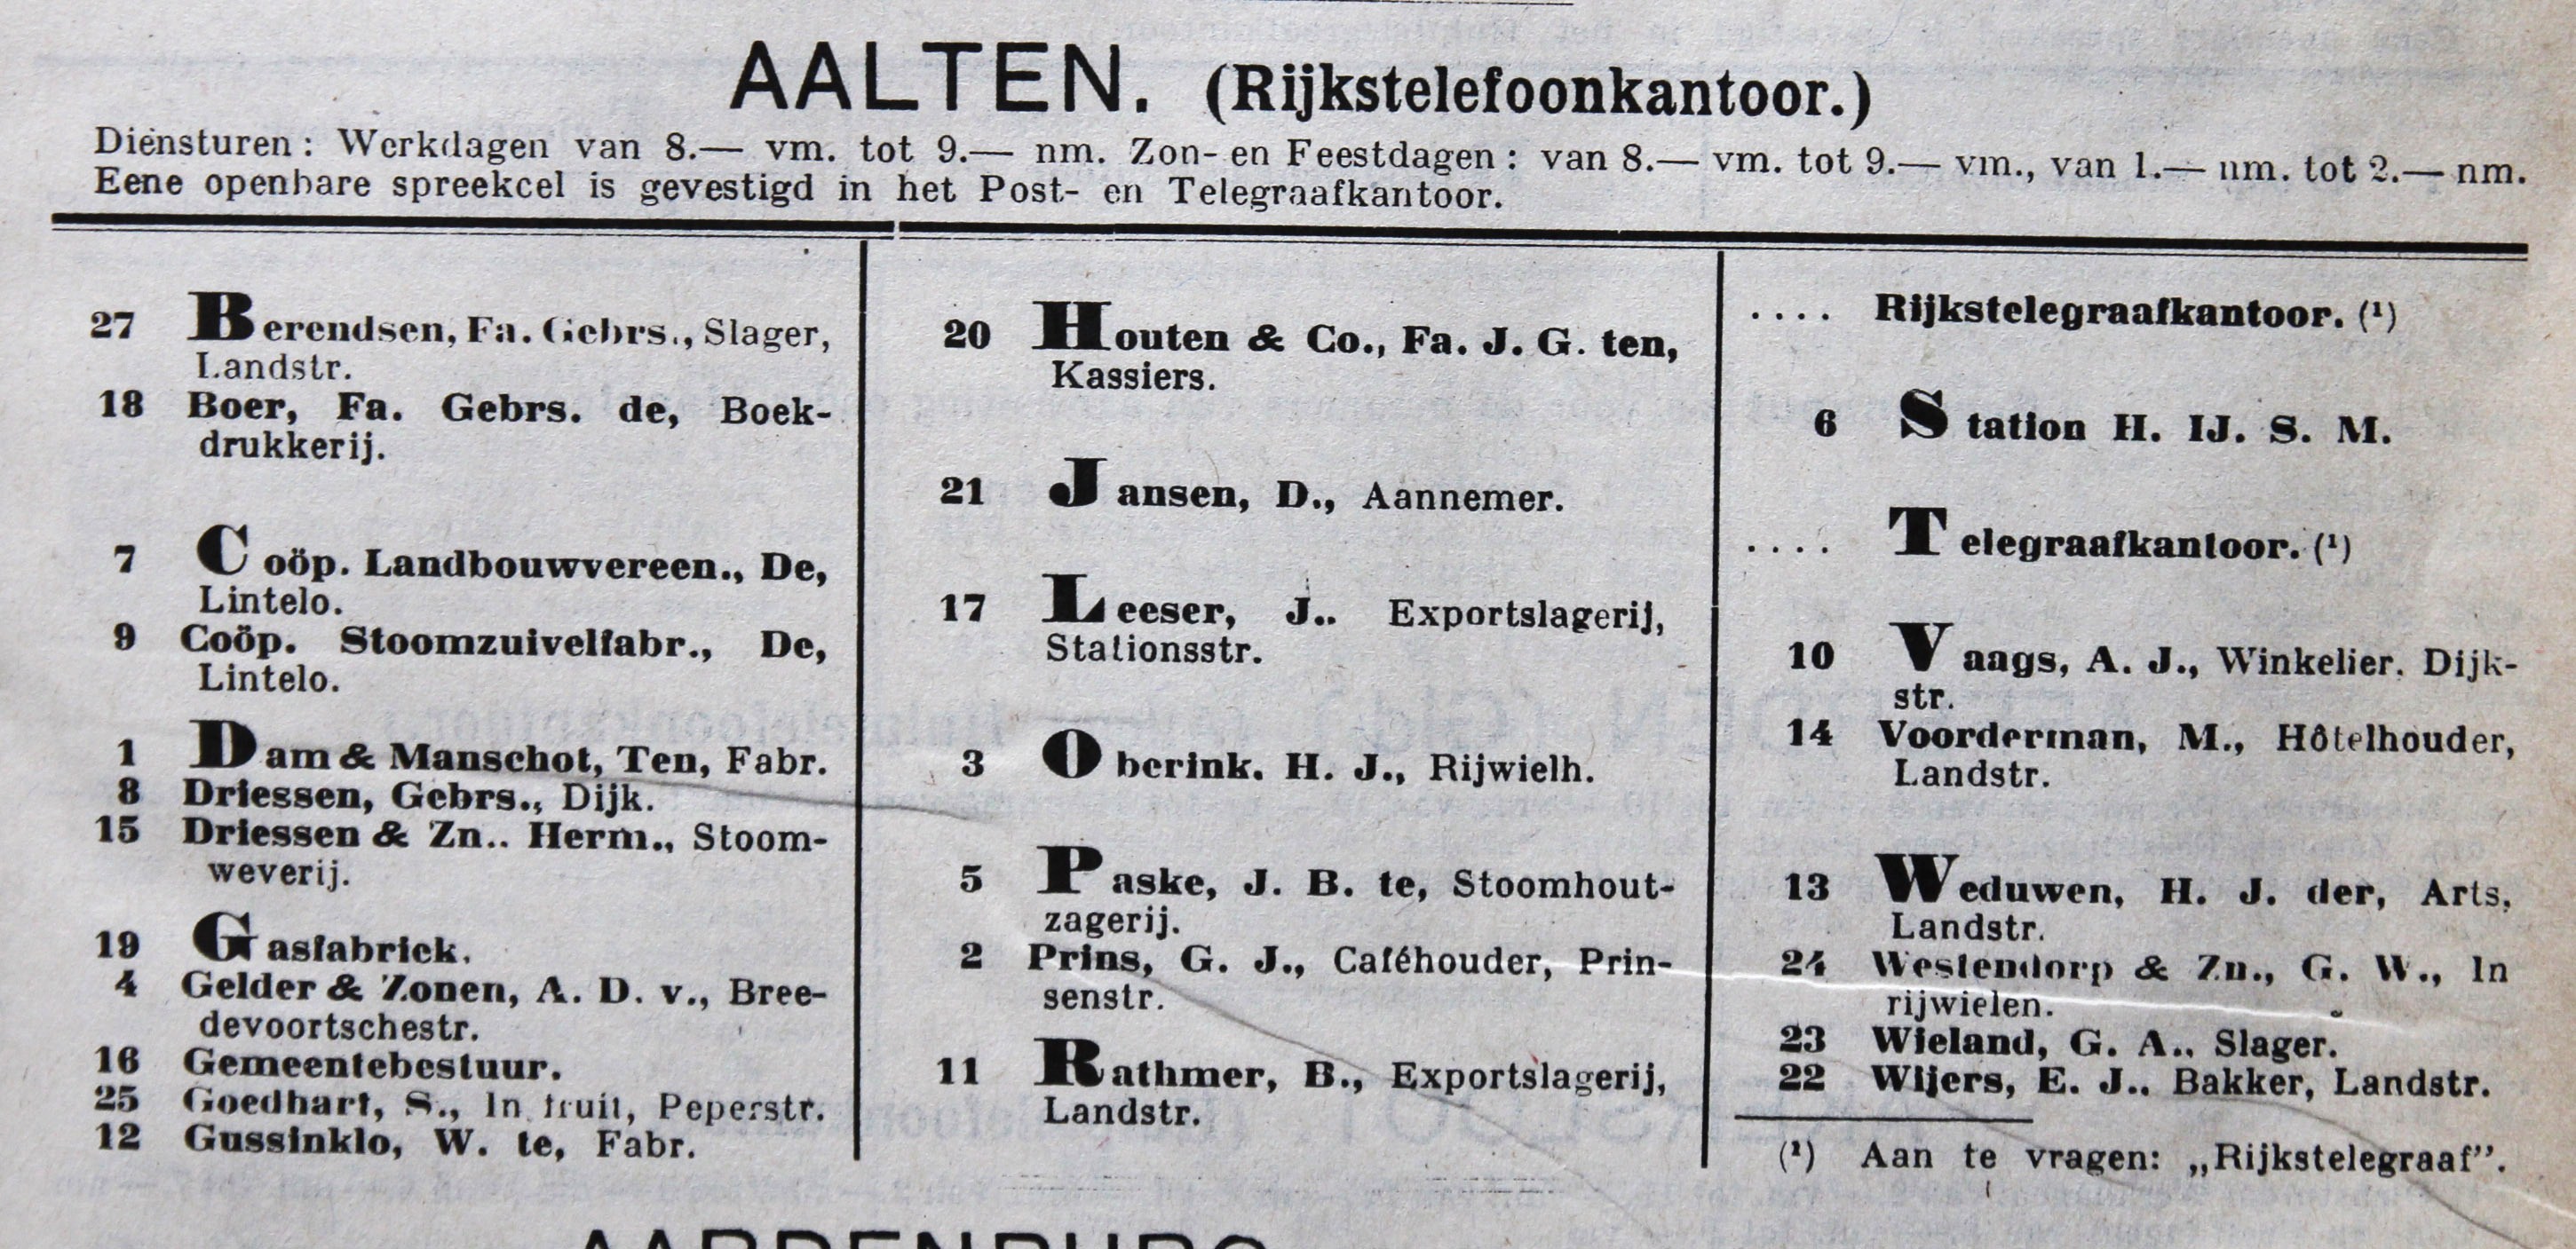 AALTEN. (Rijkstelefoonkantoor.)
Diensturen: Werkdagen van 8.— vm. tot 9.— nm. Zon- en Feestdagen: van 8.— vm. tot 9.— vm., van 1.— nm. tot 2.— nm.
Eene openbare spreekcel is gevestigd in het Post- en Telegraafkantoor.
27 Berendsen, Fa. Gebrs., Slager,
Landstr.
18 Boer, Fa. Gebrs. de, Boek-
drukkerij.
7 Coöp. Landbouwvereen., De,
Lintelo.
9 Coöp. Stoomzuivelfabr., De,
Lintelo.
1 Dam & Manschot, Ten, Fabr.
8 Driessen, Gebrs., Dijk.
15 Driessen & Zn.. Herm., Stoom-
weverij.
19 Gasfabriek.
4 Gelder & Zonen, A. D. v., Bree-
devoortschestr.
16 Gemeentebestuur.
25 Goedhart, S., In fruit, Peperstr.
12 Gussinklo, W. te, Fabr.
20 Houten & Co., Fa. J. G. ten,
Kassiers.
21 Jansen, D., Aannemer.
17 Leeser, J.. Exportslagerij,
Stationsstr.
3 Oberink. H. J., Rijwielh.
5 Paske, J. B. te, Stoomhout-
zagerij.
2 Prins, G. J., Caféhouder, Prin-
senstr.
11 Rathmer, B., Exportslagerij,
Landstr.
.... Rijkstelegraafkantoor. (¹)
6 Station H. IJ. S. M.
.... Telegraafkantoor. (¹)
10 Vaags, A. J., Winkelier. Dijk-
str.
14 Voorderman, M., Hôtelhouder,
Landstr.
13 Weduwen, H. J. der, Arts.
Landstr.
24 Westendorp & Zn., G. W., In
rijwielen.
23 Wieland, G. A.. Slager.
22 Wijers, E. J.. Bakker, Landstr.
(¹) Aan te vragen: „Rijkstelegraaf”.